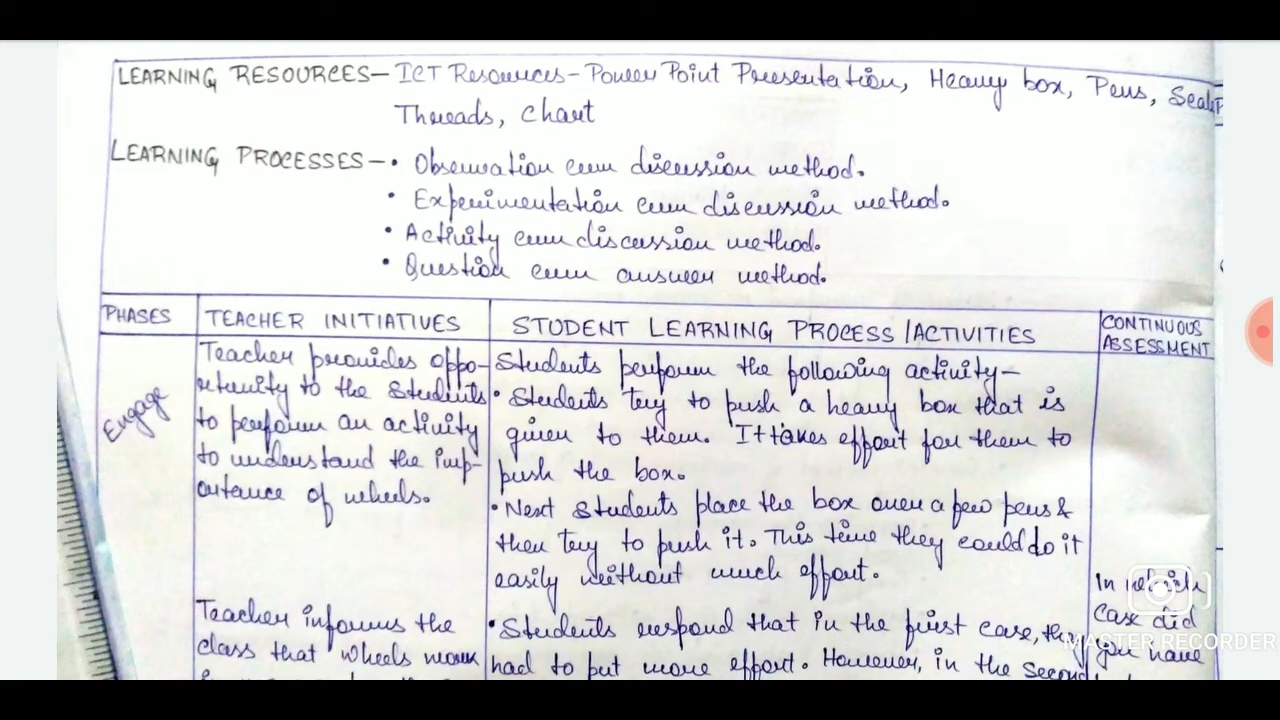 LEARNING RESOURCES- ICT Resources - Power Point Presentation, Heavy box, Pens,
Threads, Chart
LEARNING PROCESSES- • Observation cum discussion method.
• Experimentation cum discussion method.
• Activity cum discussion method.
• Question cum answer method.
PHASES
TEACHER INITIATIVES
STUDENT LEARNING PROCESS/ACTIVITIES
CONTINUOUS
ASSESSMENT
Engage
Teacher provides oppo-
rtunity to the students
to perform an activity
to understand the imp-
ortance of wheels.
Teacher informs the
class that wheels work
Students perform the following activity-
• Students try to push a heavy box that is
given to them. It takes effort for them to
push the box.
• Next students place the box over a few pens &
then try to push it. This time they could do it
easily without much effort.
• Students respond that in the first case, they
had to put more effort. However, in the second
In which
case did
you have
MASTER RECORDER